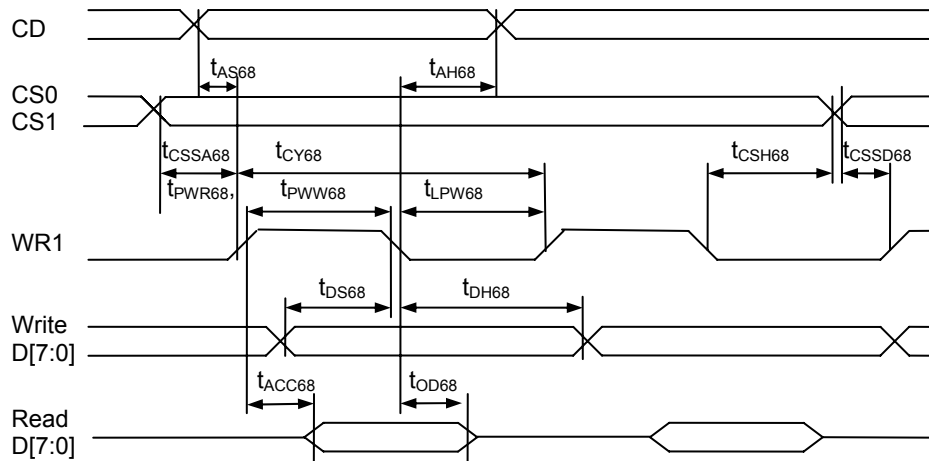 CD
tAS68 tAH68
CS0
CS1
tCSSA68 tCY68 tCSH68 tCSSD68
tPWR68, tPWW68 tLPW68
WR1
tDS68 tDH68
Write
D[7:0]
tACC68 tOD68
Read
D[7:0]